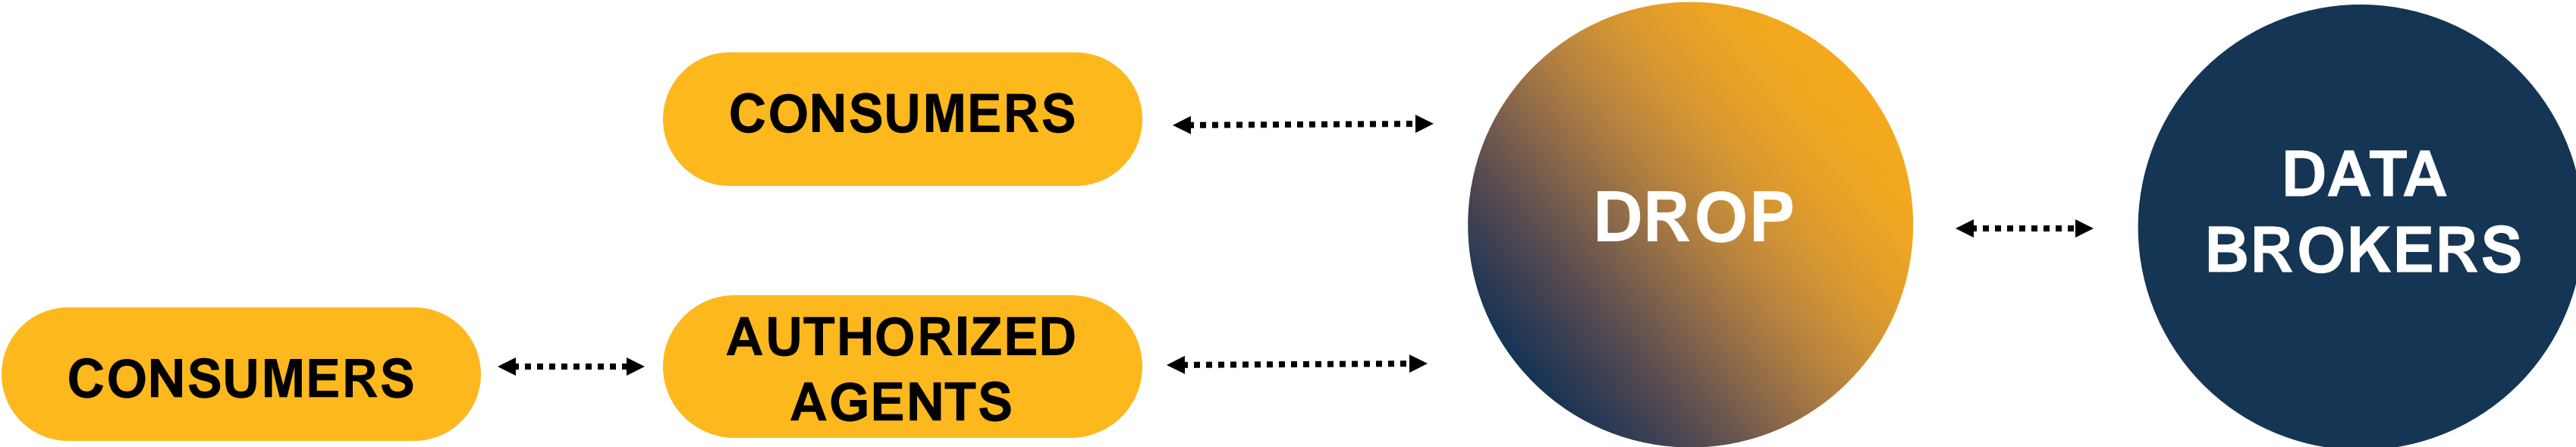 CONSUMERS
DROP
DATA
BROKERS
CONSUMERS
AUTHORIZED
AGENTS